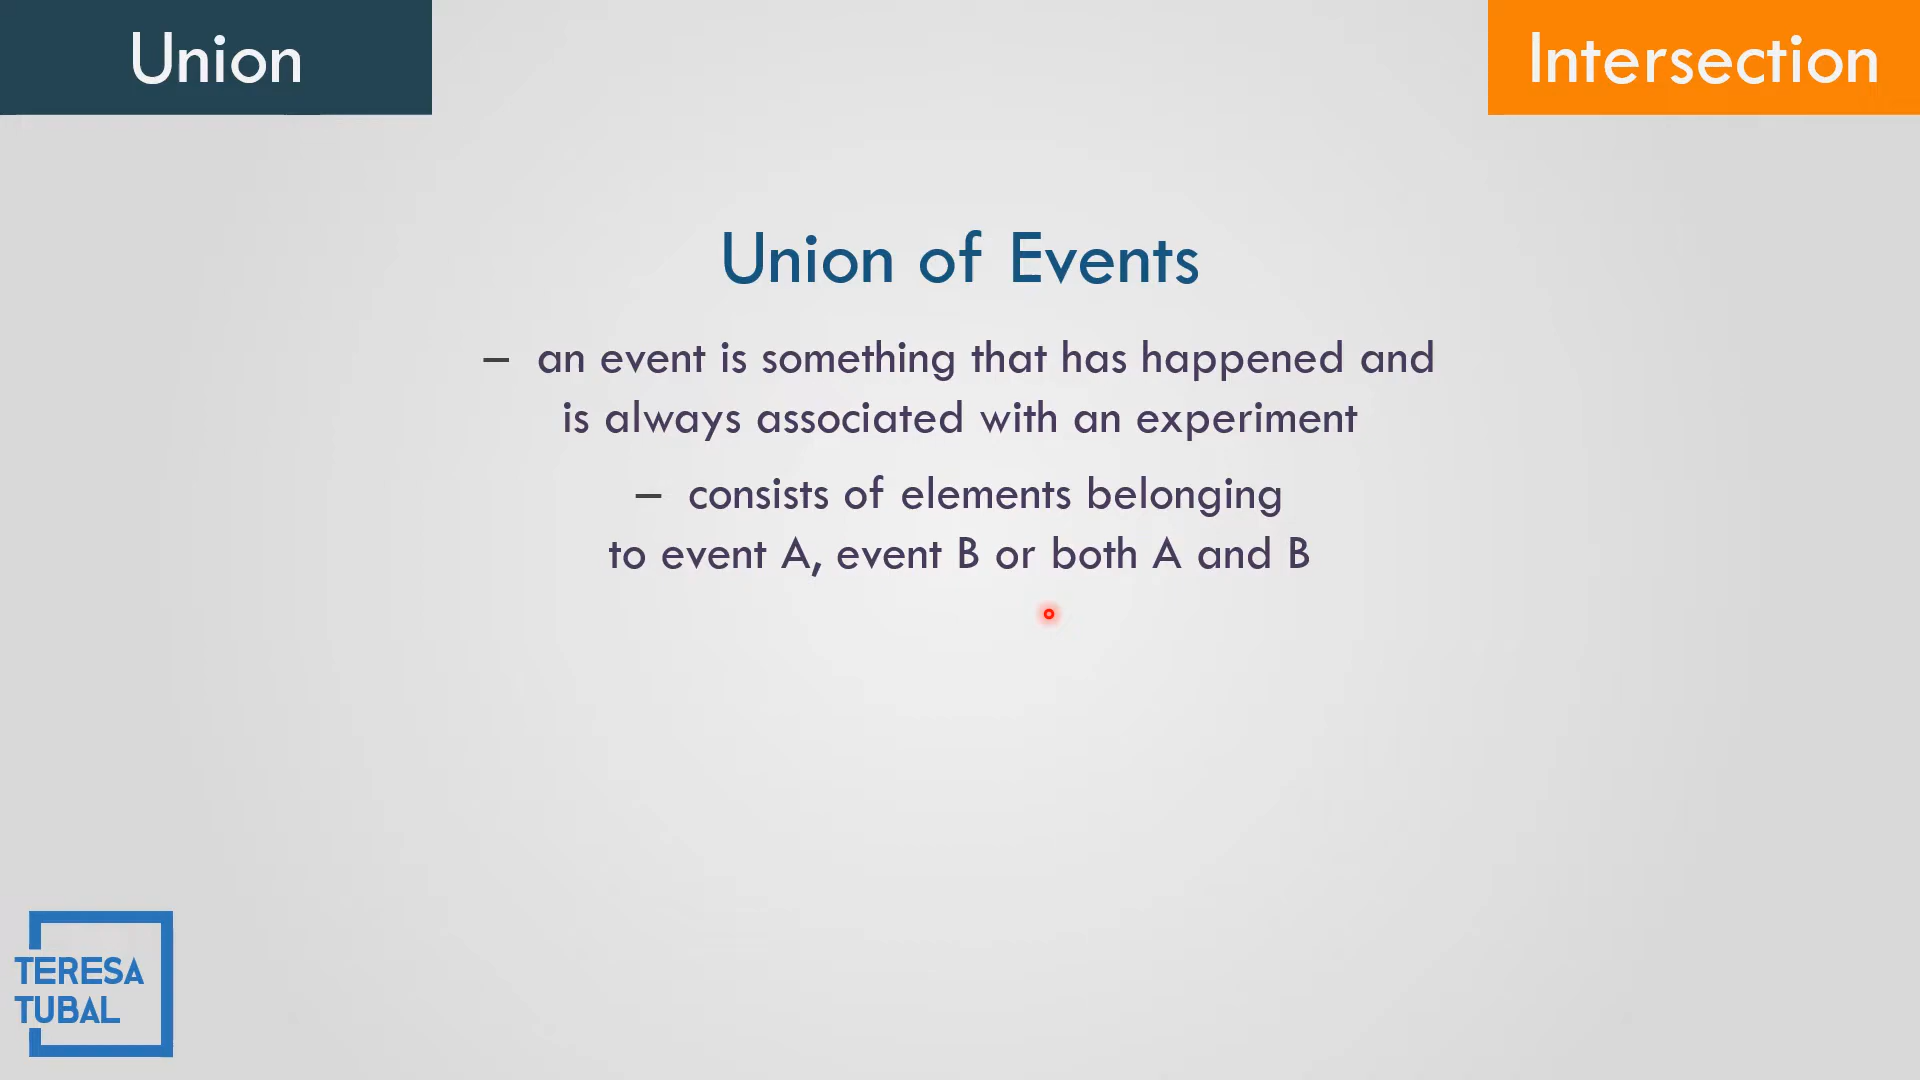 Union
Intersection
Union of Events
– an event is something that has happened and
is always associated with an experiment
– consists of elements belonging
to event A, event B or both A and B
TERESA
TUBAL